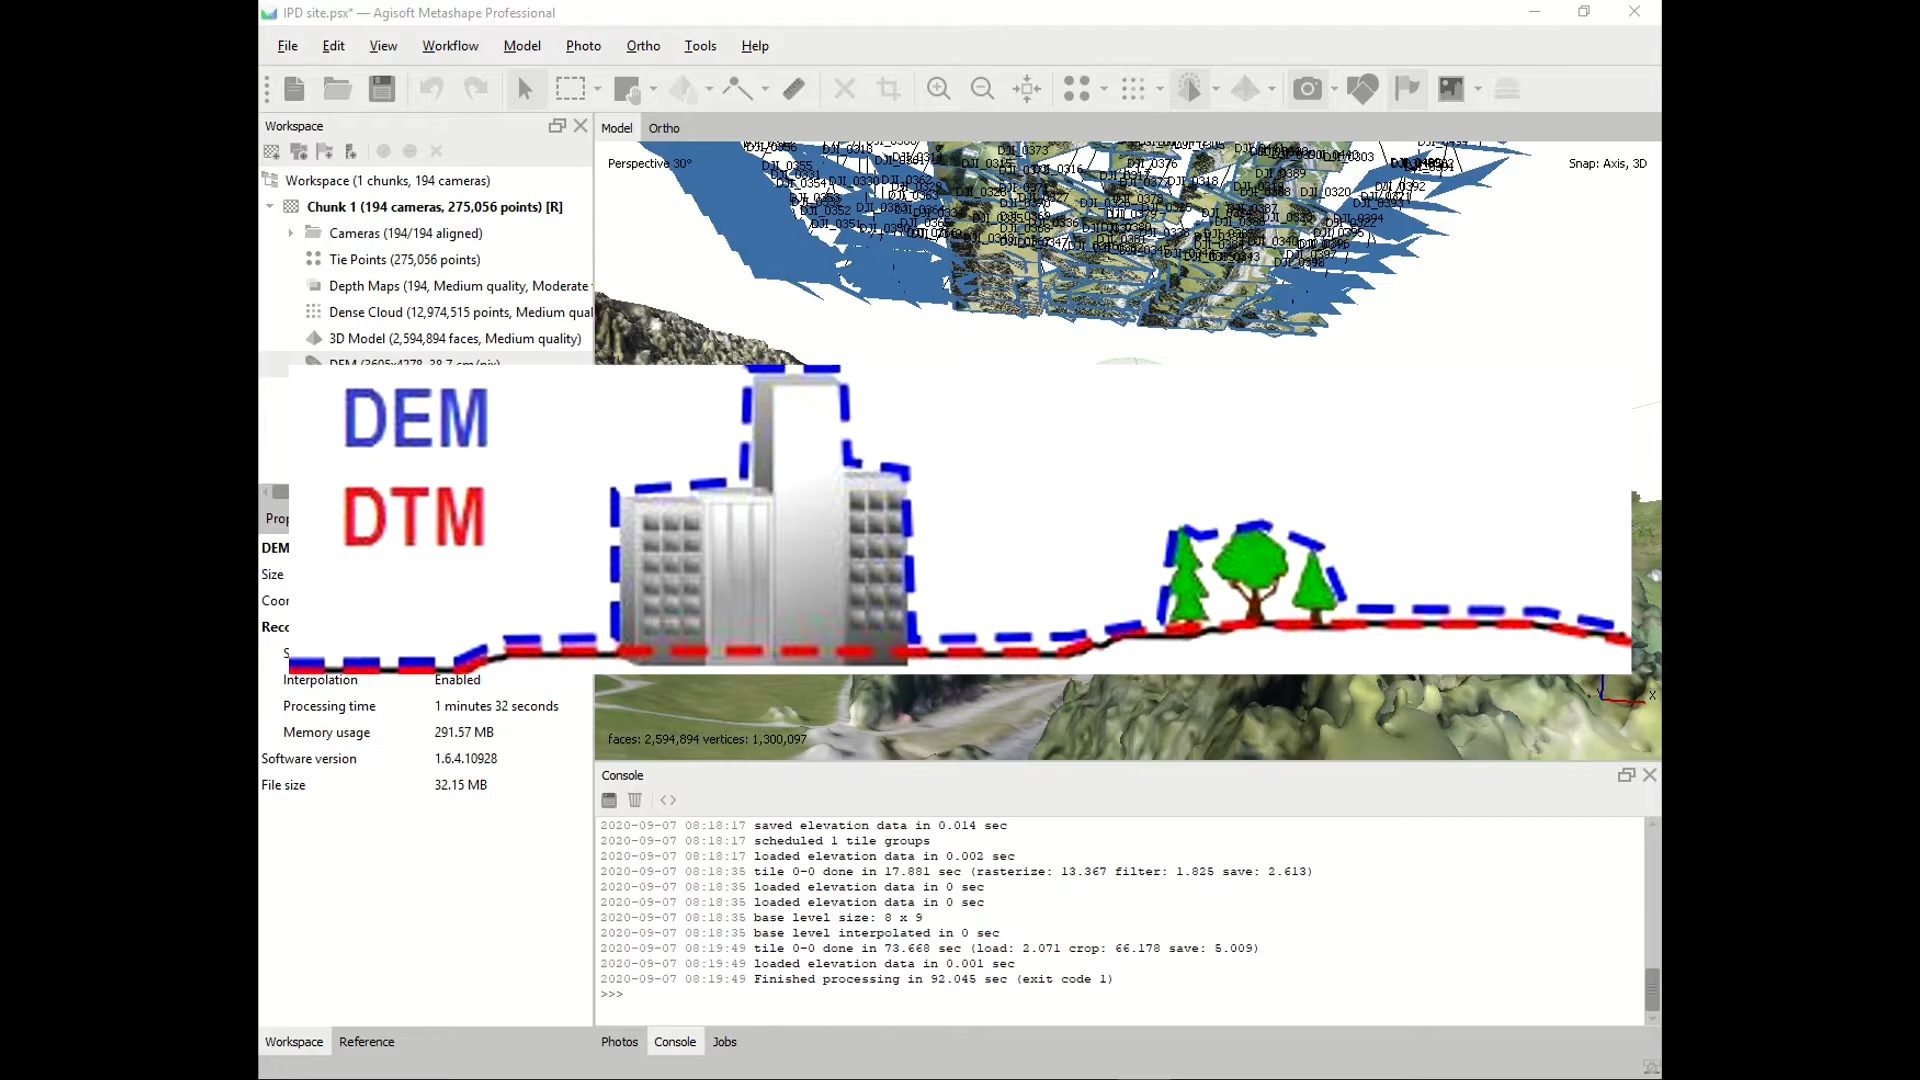 IPD site.psx* — Agisoft Metashape Professional
File Edit View Workflow Model Photo Ortho Tools Help
Workspace
Model Ortho
Perspective 30°
Snap: Axis, 3D
Workspace (1 chunks, 194 cameras)
Chunk 1 (194 cameras, 275,056 points) [R]
Cameras (194/194 aligned)
Tie Points (275,056 points)
Depth Maps (194, Medium quality, Moderate
Dense Cloud (12,974,515 points, Medium qual
3D Model (2,594,894 faces, Medium quality)
DEM (3605x4278, 38.7 cm/pix)
DEM
DTM
Prop
DEM
Size
Coor
Reco
S
Interpolation Enabled
Processing time 1 minutes 32 seconds
Memory usage 291.57 MB
Software version 1.6.4.10928
File size 32.15 MB
X
faces: 2,594,894 vertices: 1,300,097
Console
2020-09-07 08:18:17 saved elevation data in 0.014 sec
2020-09-07 08:18:17 scheduled 1 tile groups
2020-09-07 08:18:17 loaded elevation data in 0.002 sec
2020-09-07 08:18:35 tile 0-0 done in 17.881 sec (rasterize: 13.367 filter: 1.825 save: 2.613)
2020-09-07 08:18:35 loaded elevation data in 0 sec
2020-09-07 08:18:35 loaded elevation data in 0 sec
2020-09-07 08:18:35 base level size: 8 x 9
2020-09-07 08:18:35 base level interpolated in 0 sec
2020-09-07 08:19:49 tile 0-0 done in 73.668 sec (load: 2.071 crop: 66.178 save: 5.009)
2020-09-07 08:19:49 loaded elevation data in 0.001 sec
2020-09-07 08:19:49 Finished processing in 92.045 sec (exit code 1)
>>>
Workspace Reference
Photos Console Jobs